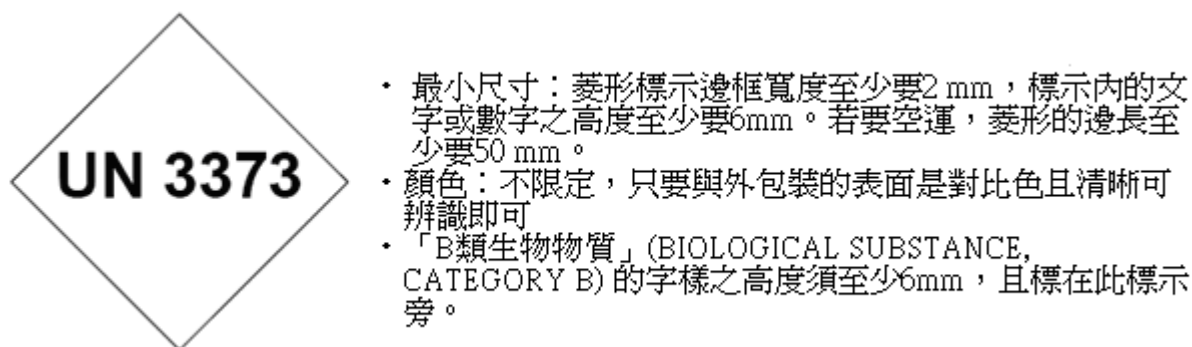 UN 3373
・ 最小尺寸：菱形標示邊框寬度至少要2 mm，標示內的文
字或數字之高度至少要6mm。若要空運，菱形的邊長至
少要50 mm。
・ 顏色：不限定，只要與外包裝的表面是對比色且清晰可
辨識即可
・ 「B類生物物質」(BIOLOGICAL SUBSTANCE,
CATEGORY B) 的字樣之高度須至少6mm，且標在此標示
旁。